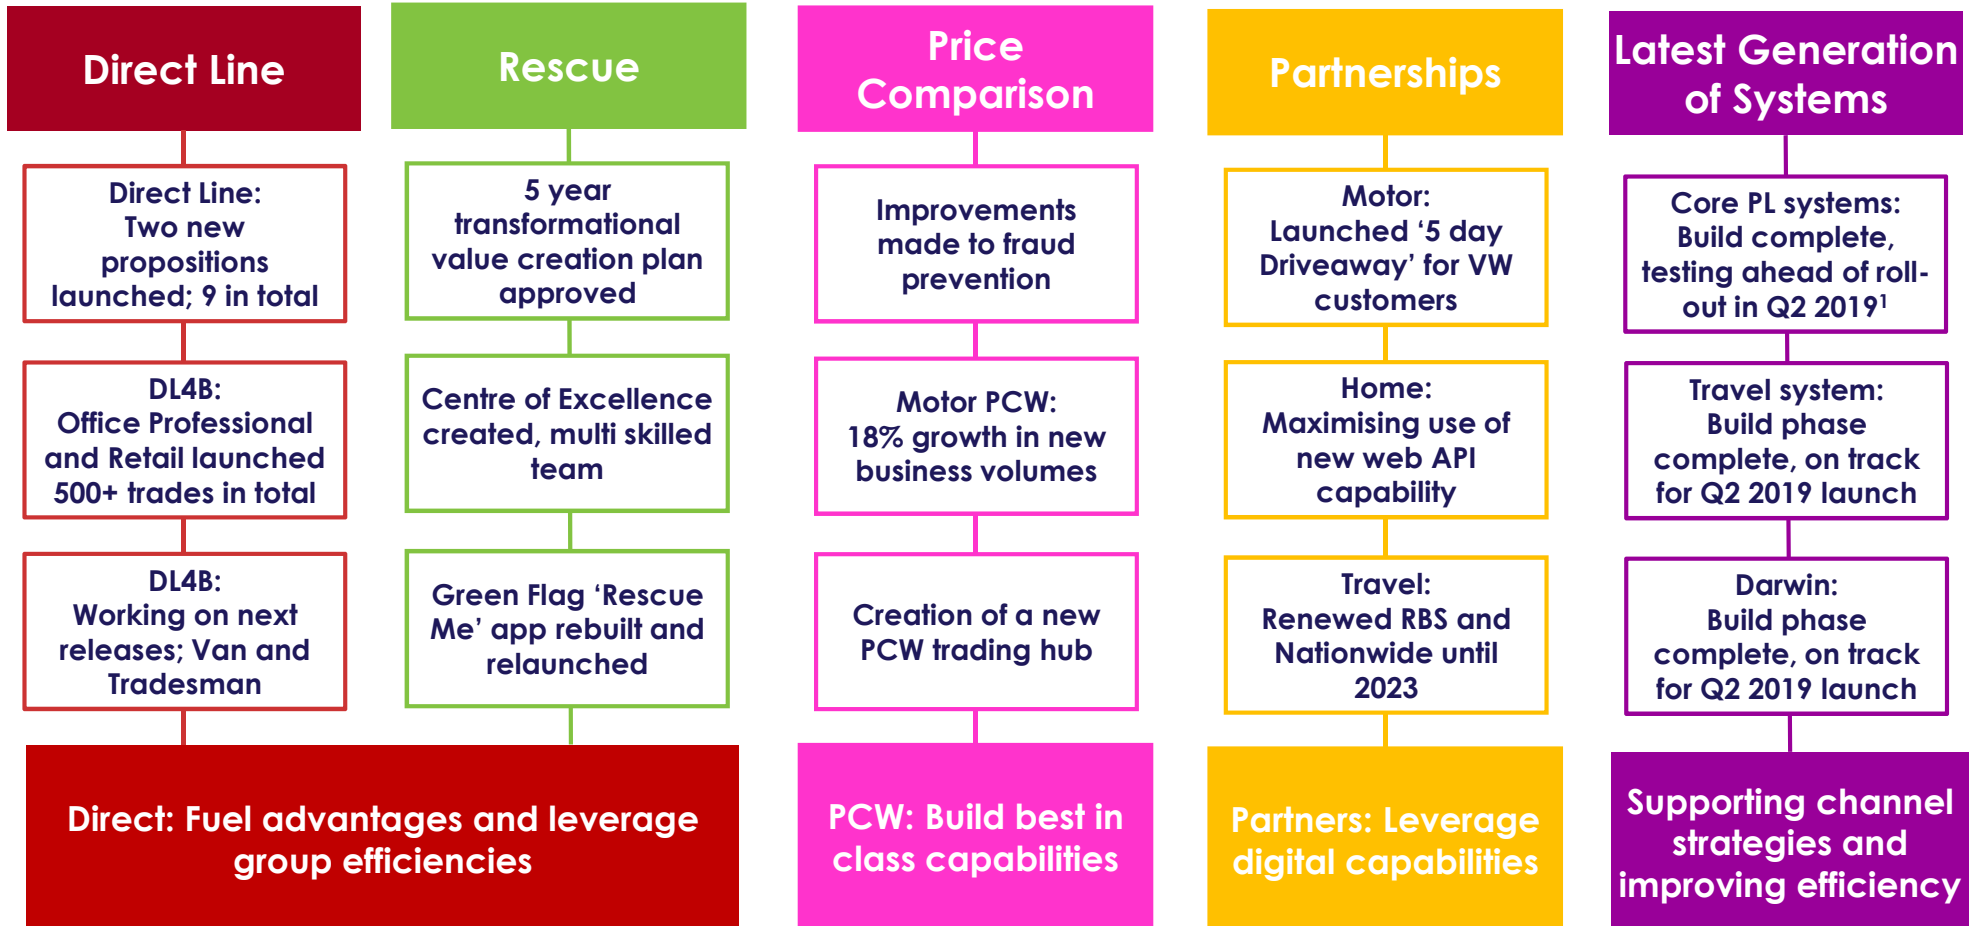 Direct Line
Direct Line:
Two new
propositions
launched; 9 in total
DL4B:
Office Professional
and Retail launched
500+ trades in total
DL4B:
Working on next
releases; Van and
Tradesman
Rescue
5 year
transformational
value creation plan
approved
Centre of Excellence
created, multi skilled
team
Green Flag ‘Rescue
Me’ app rebuilt and
relaunched
Direct: Fuel advantages and leverage
group efficiencies
Price
Comparison
Improvements
made to fraud
prevention
Motor PCW:
18% growth in new
business volumes
Creation of a new
PCW trading hub
PCW: Build best in
class capabilities
Partnerships
Motor:
Launched ‘5 day
Driveaway’ for VW
customers
Home:
Maximising use of
new web API
capability
Travel:
Renewed RBS and
Nationwide until
2023
Partners: Leverage
digital capabilities
Latest Generation
of Systems
Core PL systems:
Build complete,
testing ahead of roll-
out in Q2 2019¹
Travel system:
Build phase
complete, on track
for Q2 2019 launch
Darwin:
Build phase
complete, on track
for Q2 2019 launch
Supporting channel
strategies and
improving efficiency